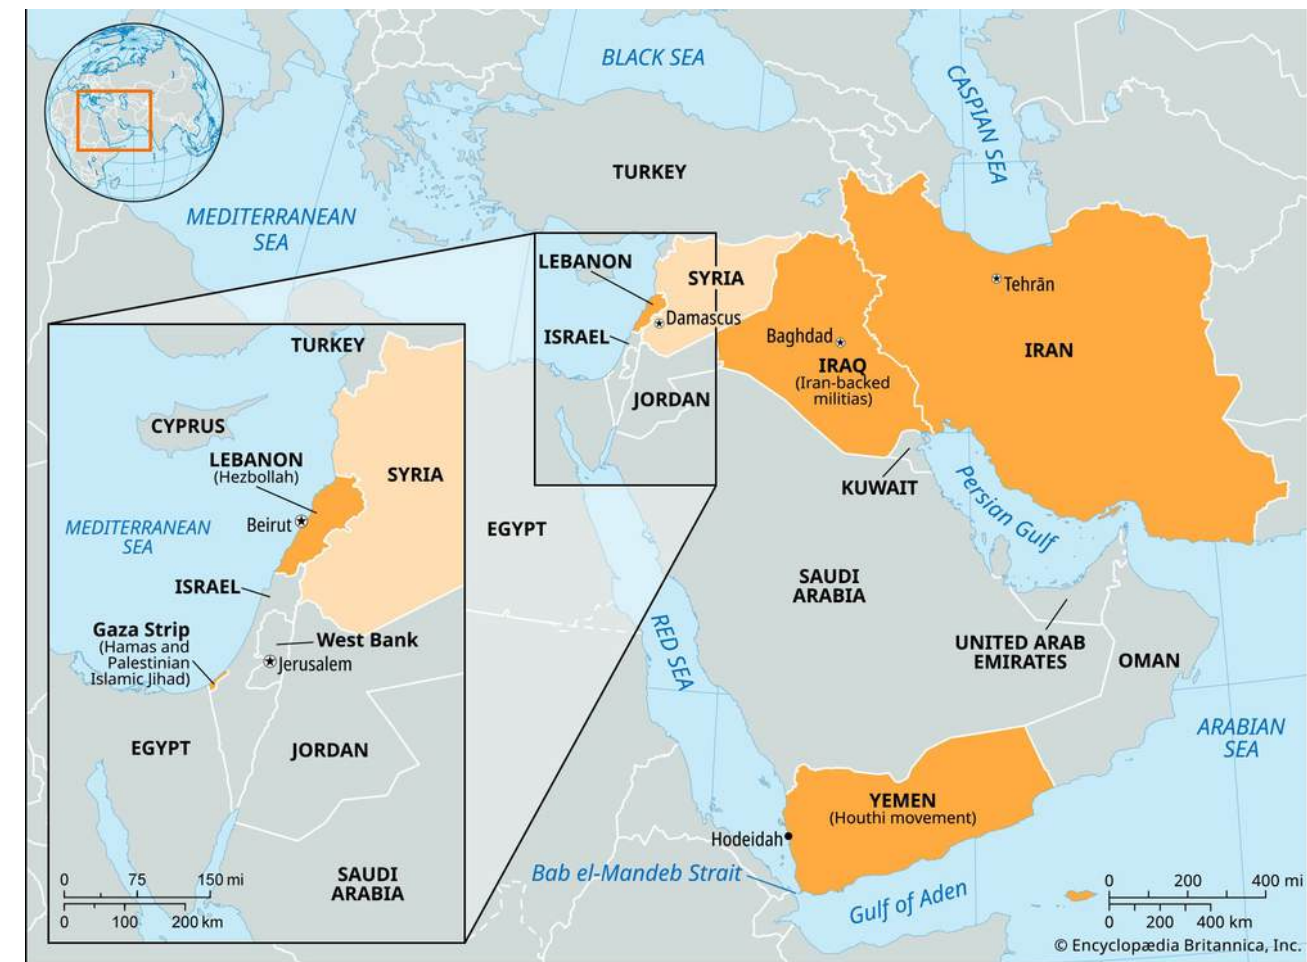 BLACK SEA
CASPIAN SEA
TURKEY
MEDITERRANEAN
SEA
LEBANON
SYRIA
Damascus
ISRAEL
JORDAN
Tehrān
Baghdad
IRAQ
(Iran-backed
militias)
IRAN
KUWAIT
Persian Gulf
EGYPT
SAUDI
ARABIA
RED SEA
UNITED ARAB
EMIRATES
OMAN
ARABIAN
SEA
YEMEN
(Houthi movement)
Hodeidah
Bab el-Mandeb Strait
Gulf of Aden
TURKEY
CYPRUS
LEBANON
(Hezbollah)
SYRIA
Beirut
MEDITERRANEAN
SEA
ISRAEL
Gaza Strip
(Hamas and
Palestinian
Islamic Jihad)
West Bank
Jerusalem
EGYPT
JORDAN
SAUDI
ARABIA
0 75 150 mi
0 100 200 km
0 200 400 mi
0 200 400 km
© Encyclopædia Britannica, Inc.